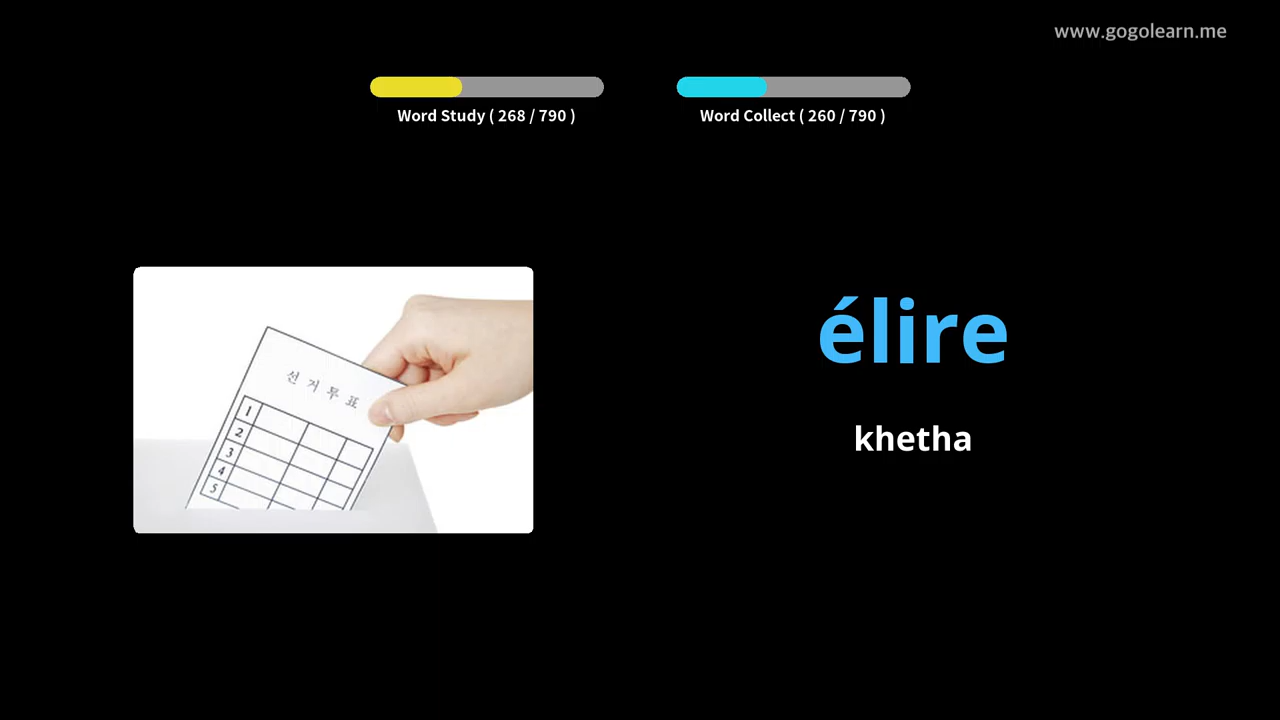 www.gogolearn.me
Word Study ( 268 / 790 )
Word Collect ( 260 / 790 )
선거투표
1
2
3
4
5
élire
khetha